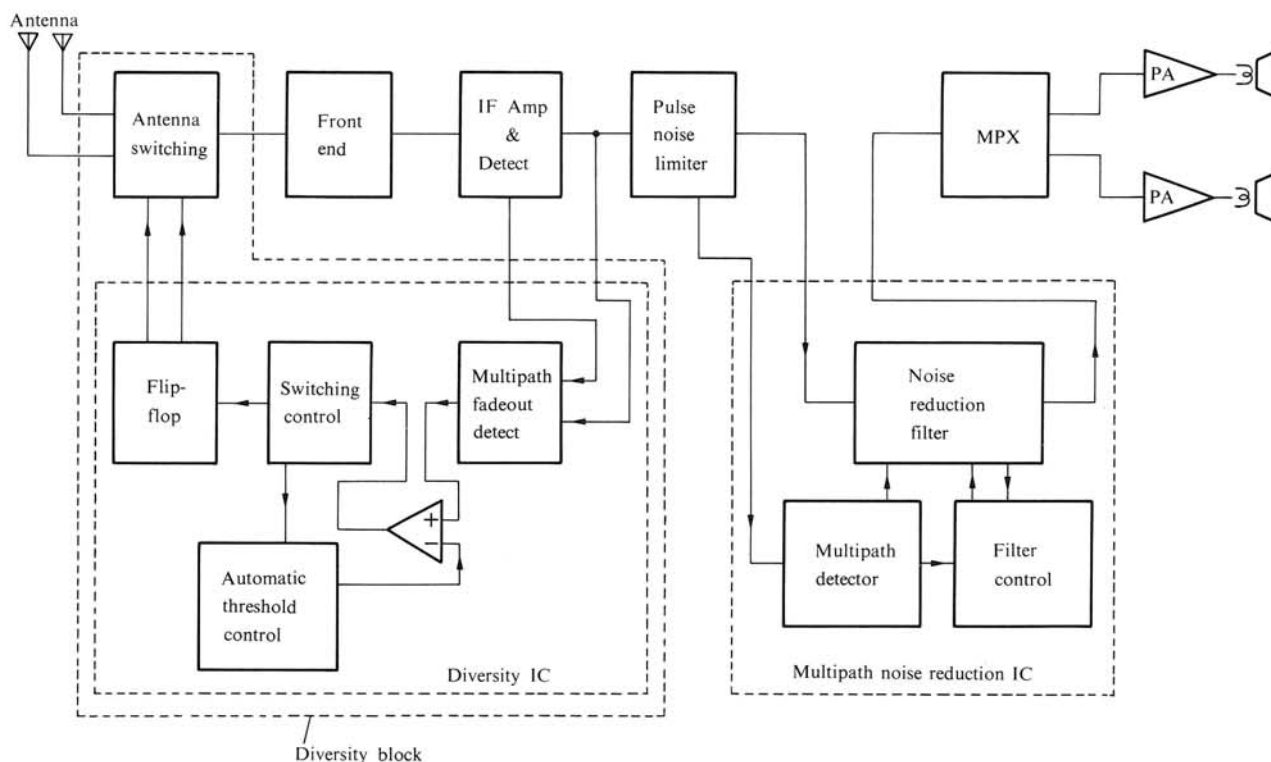 Antenna
Antenna
switching
Front
end
IF Amp
&
Detect
Pulse
noise
limiter
MPX
PA
PA
Flip-
flop
Switching
control
Multipath
fadeout
detect
+
−
Automatic
threshold
control
Diversity IC
Diversity block
Noise
reduction
filter
Multipath
detector
Filter
control
Multipath noise reduction IC